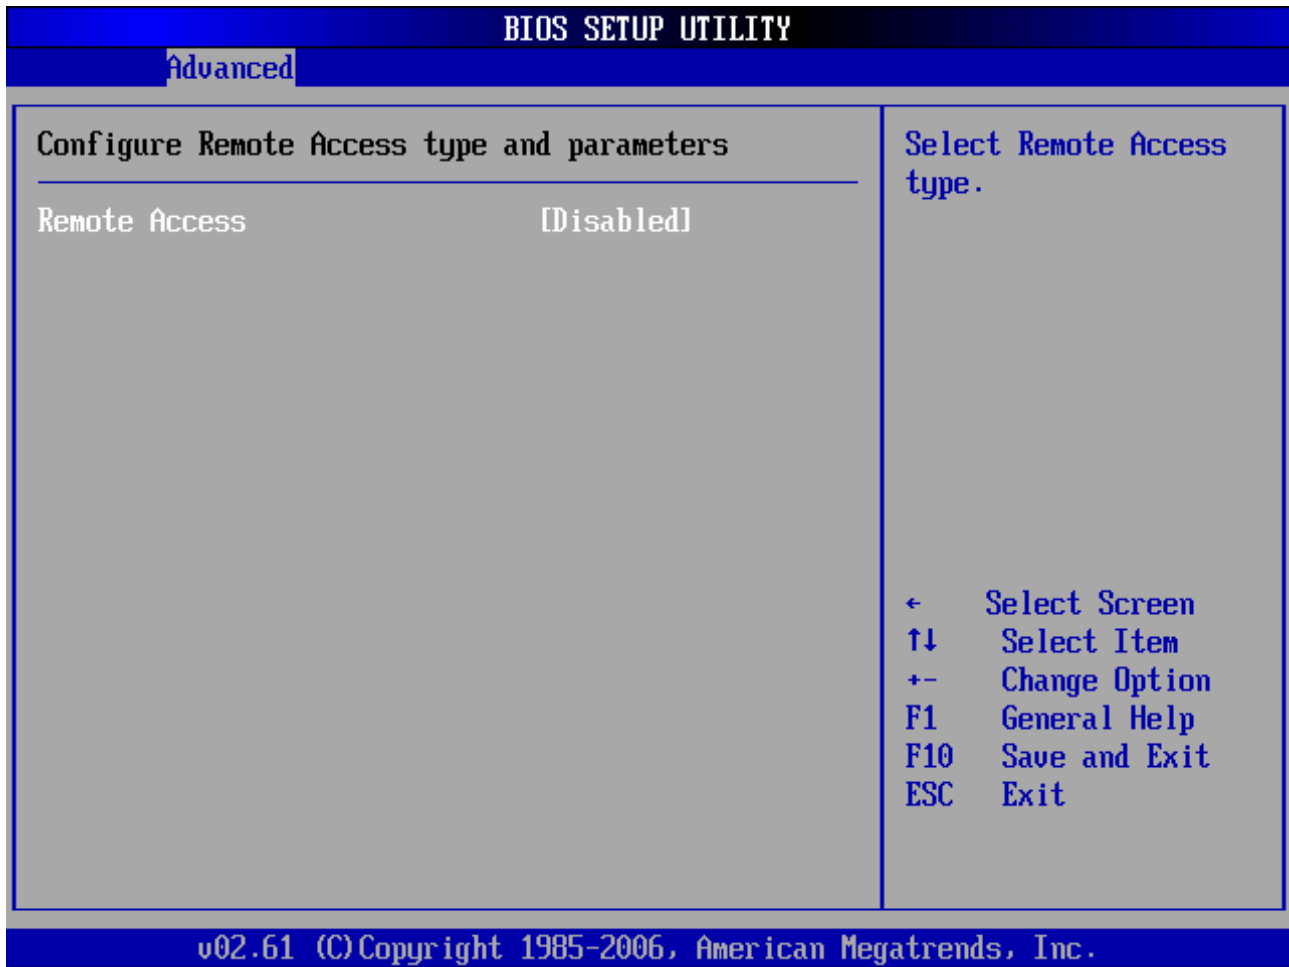 BIOS SETUP UTILITY
Advanced
Configure Remote Access type and parameters
Remote Access [Disabled]
Select Remote Access
type.
← Select Screen
↑↓ Select Item
+- Change Option
F1 General Help
F10 Save and Exit
ESC Exit
v02.61 (C)Copyright 1985-2006, American Megatrends, Inc.